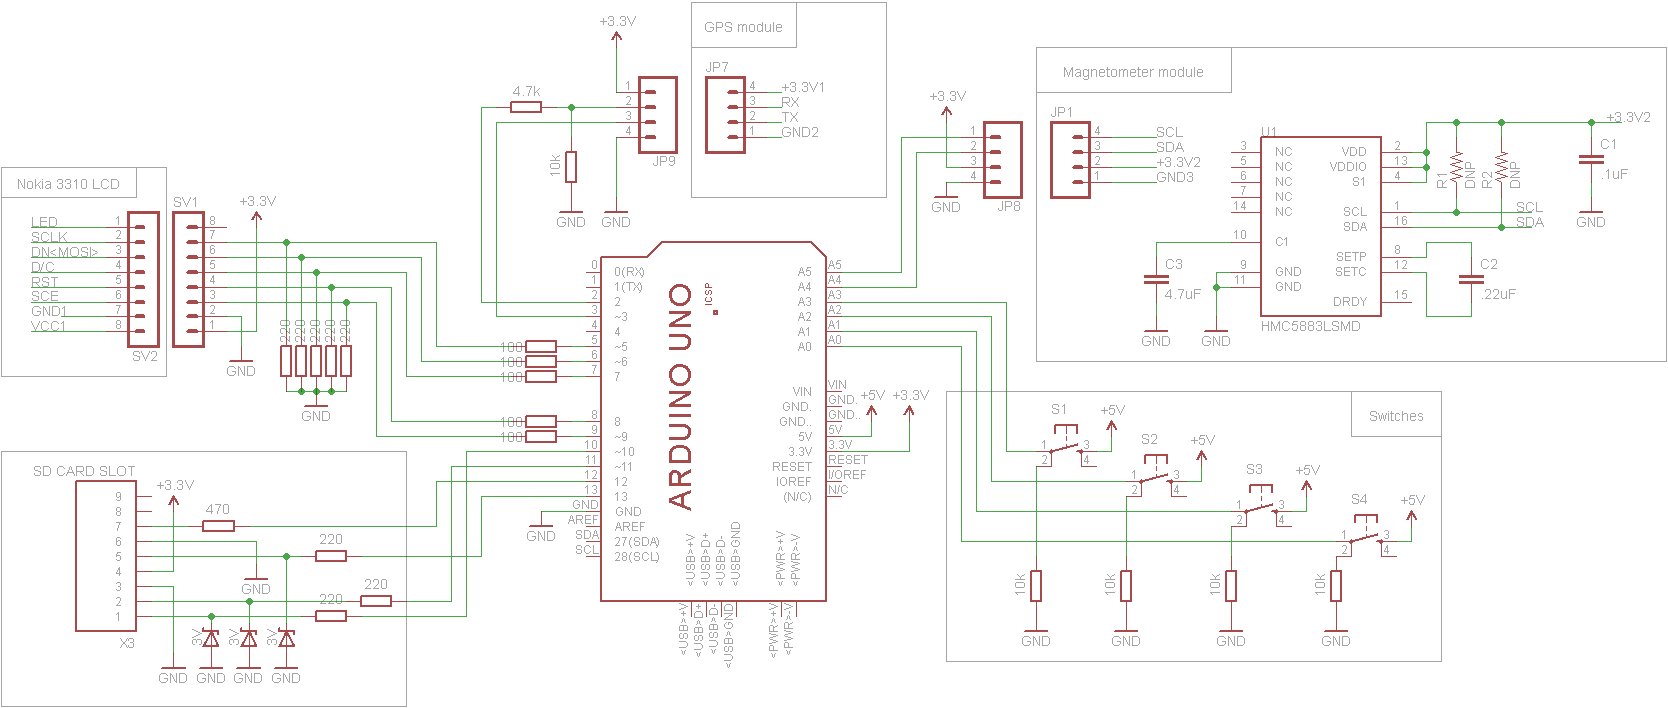 +3.3V
GPS module
4.7k
10k
1
2
3
4
JP9
JP7
4 +3.3V1
3 RX
2 TX
1 GND2
GND
GND
+3.3V
1
2
3
4
JP8
GND
Magnetometer module
JP1
4 SCL
3 SDA
2 +3.3V2
1 GND3
U1
3 NC
5 NC
6 NC
7 NC
14 NC
10 C1
9 GND
11 GND
VDD 2
VDDIO 13
S1 4
SCL 1
SDA 16
SETP 8
SETC 12
DRDY 15
HMC5883LSMD
R1
DNP
R2
DNP
+3.3V2
C1
.1uF
GND
SCL
SDA
C3
4.7uF
GND
GND
C2
.22uF
Nokia 3310 LCD
LED 1
SCLK 2
DN<MOSI> 3
D/C 4
RST 5
SCE 6
GND1 7
VCC1 8
SV2
SV1
8
7
6
5
4
3
2
1
+3.3V
GND
220
220
220
220
220
GND
100
100
100
100
100
ARDUINO UNO
ICSP
0 0(RX)
1 1(TX)
2 2
3 ~3
4 4
5 ~5
6 ~6
7 7
8 8
9 ~9
10 ~10
11 ~11
12 12
13 13
GND GND
AREF AREF
SDA 27(SDA)
SCL 28(SCL)
GND
A5 A5
A4 A4
A3 A3
A2 A2
A1 A1
A0 A0
VIN VIN
GND. GND.
GND.. GND..
5V 5V
3.3V 3.3V
RESET RESET
IOREF I/OREF
(N/C) N/C
+5V
+3.3V
<USB>+V
<USB>D+
<USB>D-
<USB>GND
<PWR>+V
<PWR>-V
<USB>+V
<USB>D+
<USB>D-
<USB>GND
<PWR>+V
<PWR>-V
SD CARD SLOT
9
8
7
6
5
4
3
2
1
X3
+3.3V
470
220
220
220
GND
3V
3V
3V
GND
GND
GND
GND
Switches
S1
1
2
3
4
+5V
10k
GND
S2
1
2
3
4
+5V
10k
GND
S3
1
2
3
4
+5V
10k
GND
S4
1
2
3
4
+5V
10k
GND